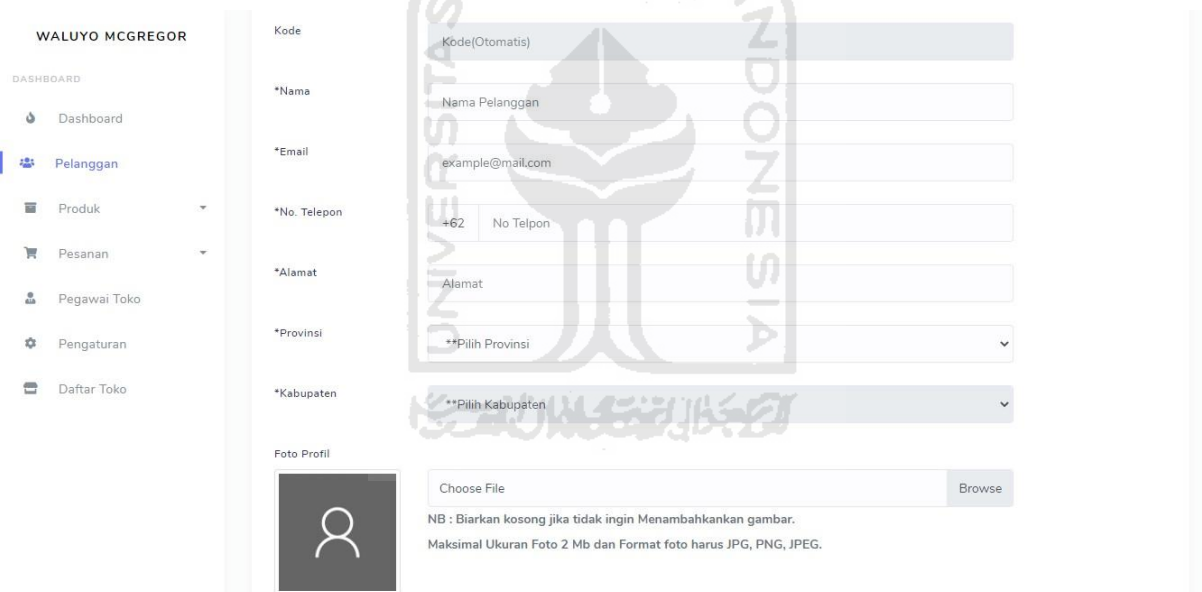 WALUYO MCGREGOR
DASHBOARD
Dashboard
Pelanggan
Produk
Pesanan
Pegawai Toko
Pengaturan
Daftar Toko
Kode
Kode(Otomatis)
*Nama
Nama Pelanggan
*Email
example@mail.com
*No. Telepon
+62 No Telpon
*Alamat
Alamat
*Provinsi
**Pilih Provinsi
*Kabupaten
**Pilih Kabupaten
Foto Profil
Choose File Browse
NB : Biarkan kosong jika tidak ingin Menambahkankan gambar.
Maksimal Ukuran Foto 2 Mb dan Format foto harus JPG, PNG, JPEG.
UNIVERSITAS
INDONESIA